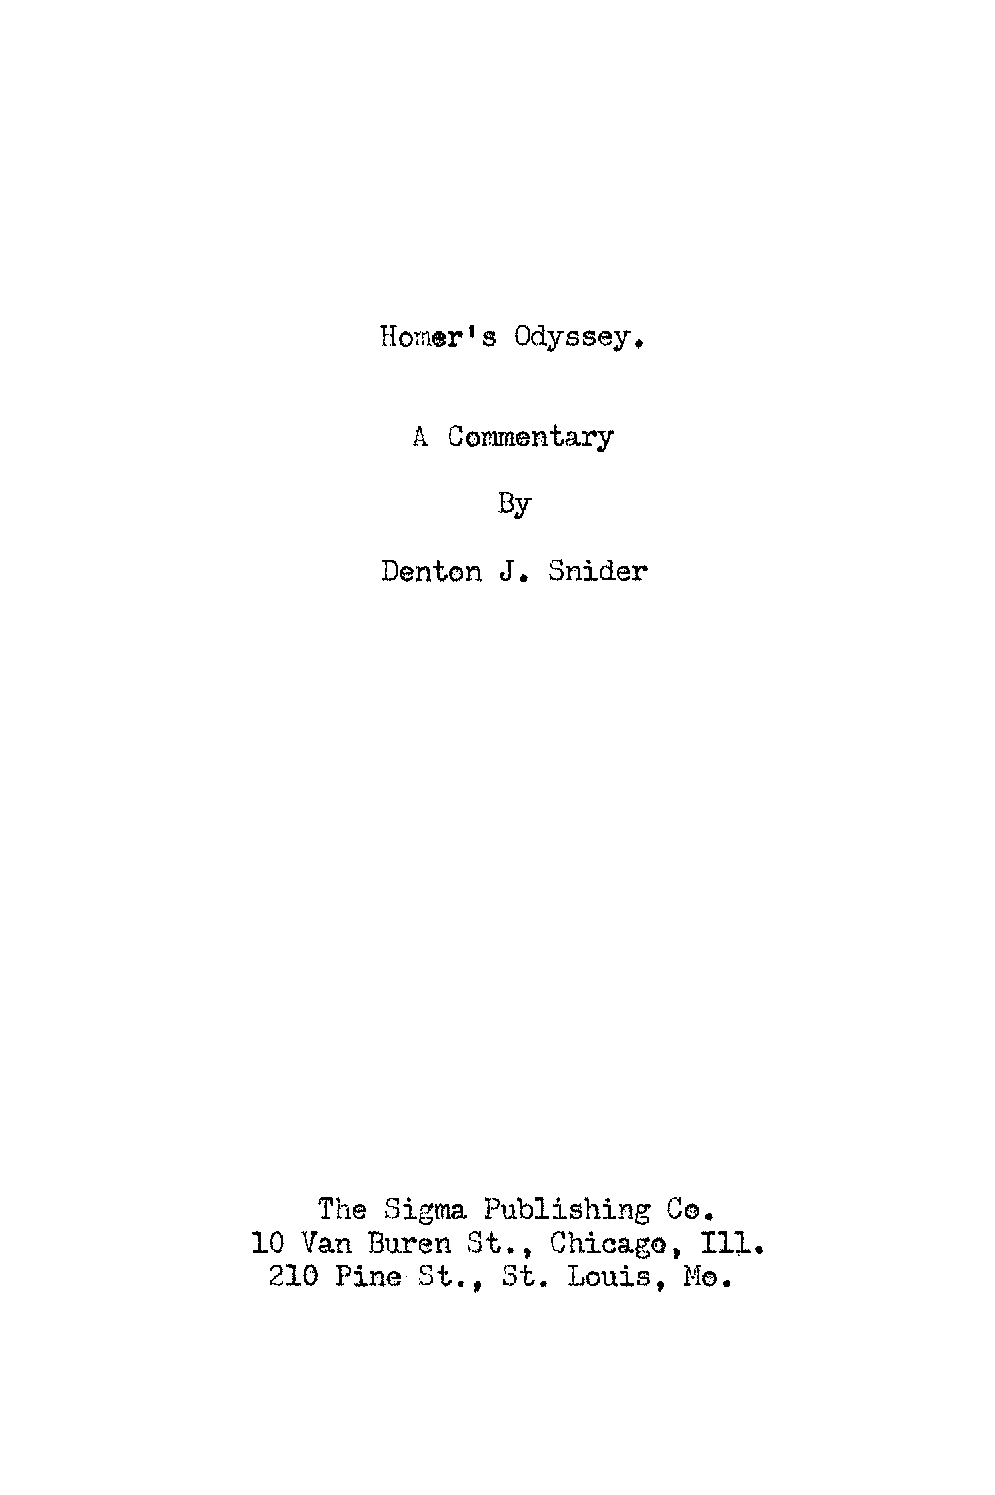 Homer's Odyssey.
A Commentary
By
Denton J. Snider
The Sigma Publishing Co.
10 Van Buren St., Chicago, Ill.
210 Pine St., St. Louis, Mo.